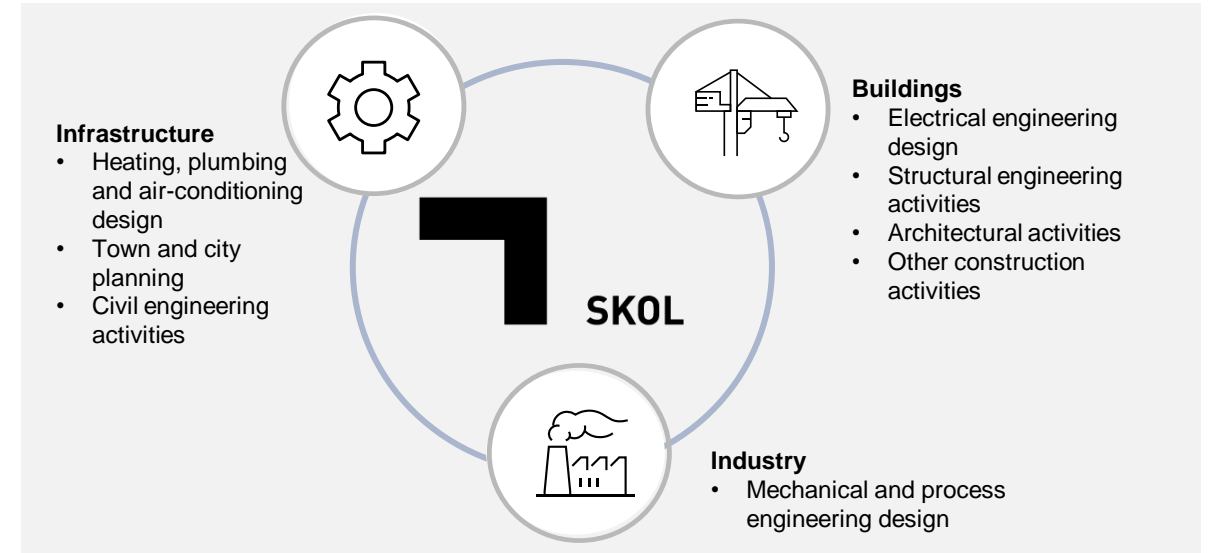 Infrastructure
• Heating, plumbing
and air-conditioning
design
• Town and city
planning
• Civil engineering
activities
SKOL
Buildings
• Electrical engineering
design
• Structural engineering
activities
• Architectural activities
• Other construction
activities
Industry
• Mechanical and process
engineering design